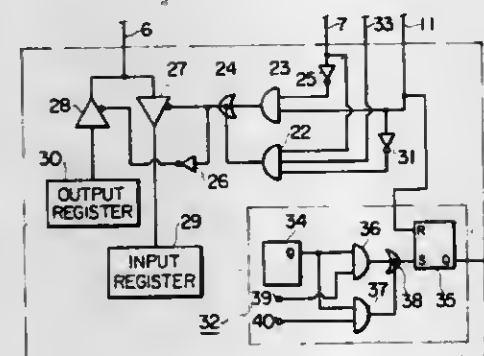 6 7 33 11
27 24 23 25
28
22
30 26 31
OUTPUT
REGISTER
29
INPUT
REGISTER
34 36
Q
R
39 S Q
32 40 37 38 35